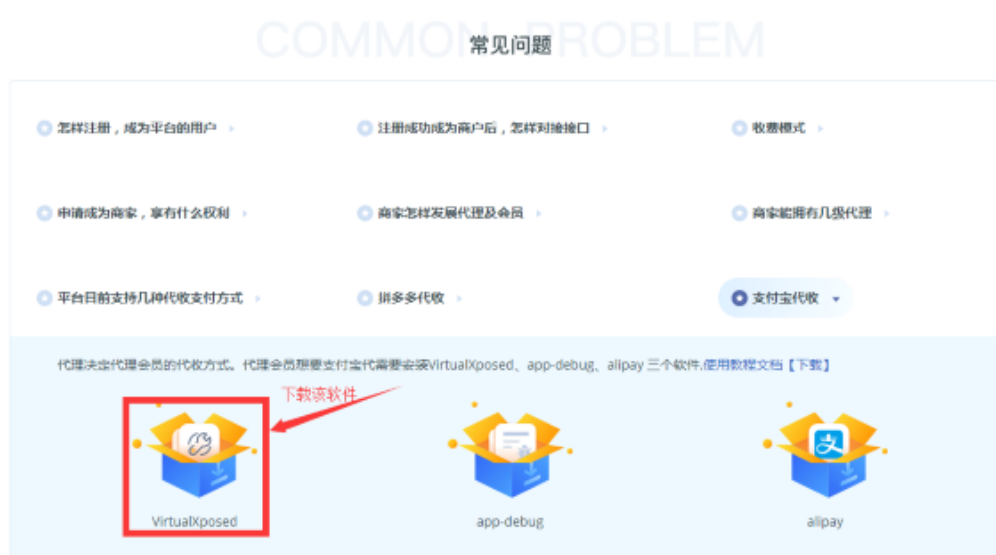 COMMON PROBLEM
常见问题
怎样注册，成为平台的用户
注册成功成为商户后，怎样对接接口
收费模式
申请成为商家，享有什么权利
商家怎样发展代理及会员
商家能拥有几级代理
平台目前支持几种代收支付方式
拼多多代收
支付宝代收
代理决定代理会员的代收方式。代理会员想要支付宝代需要安装VirtualXposed、app-debug、alipay 三个软件.使用教程文档【下载】
下载该软件
VirtualXposed
app-debug
alipay